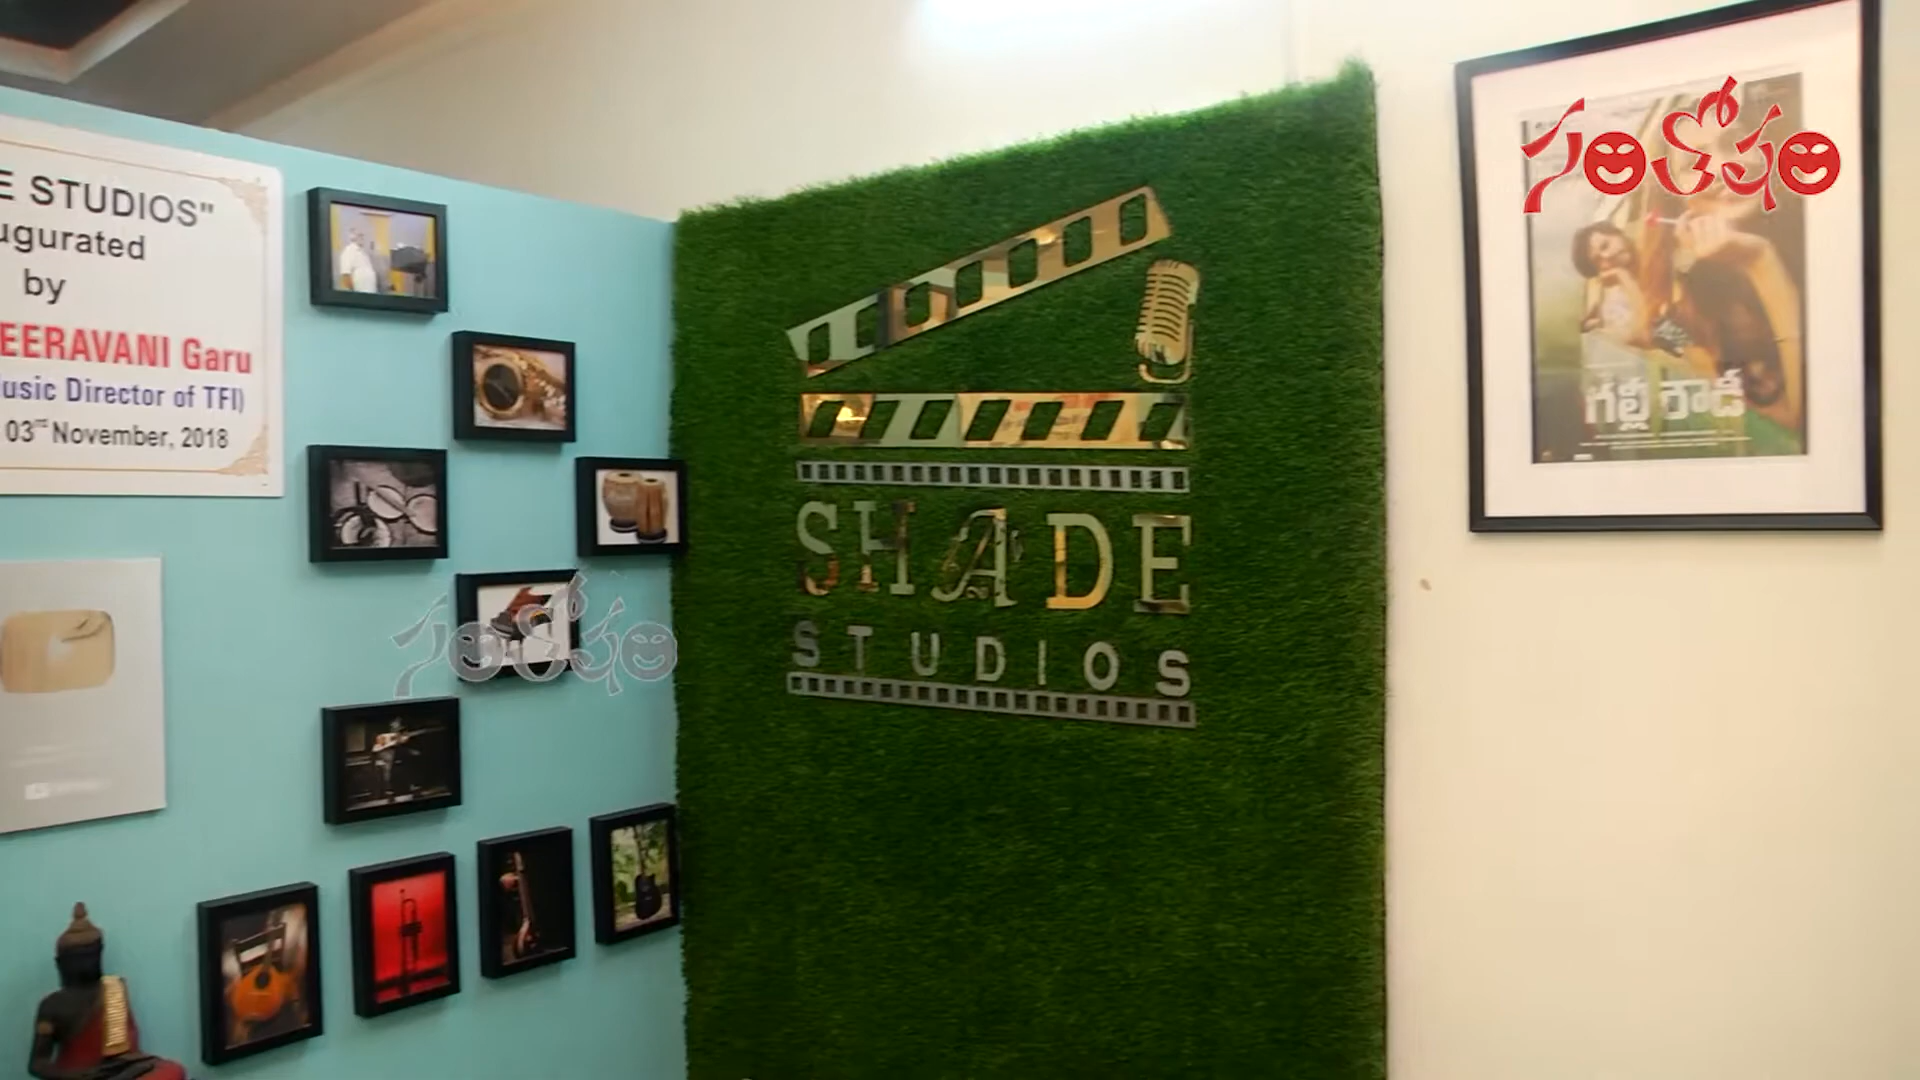 E STUDIOS"
ugurated
by
EERAVANI Garu
usic Director of TFI)
03rd November, 2018
SHADE
STUDIOS
సంతోషం
గల్లీ రౌడీ
సంతోషం